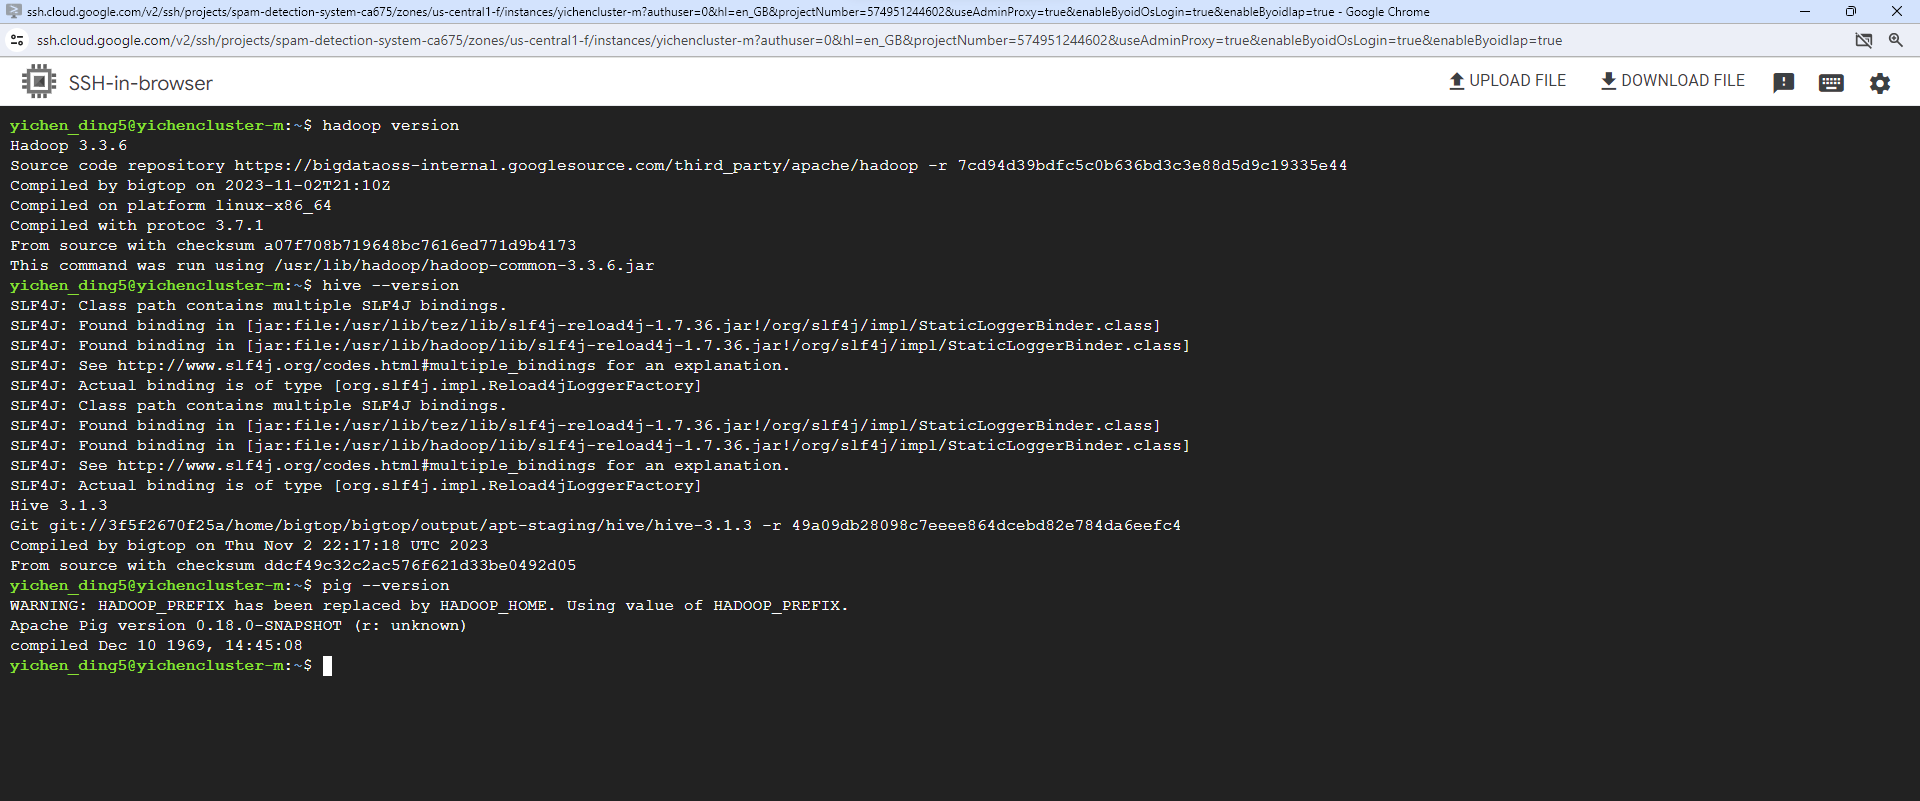 ssh.cloud.google.com/v2/ssh/projects/spam-detection-system-ca675/zones/us-central1-f/instances/yichencluster-m?authuser=0&hl=en_GB&projectNumber=574951244602&useAdminProxy=true&enableByoidOsLogin=true&enableByoidIap=true - Google Chrome
ssh.cloud.google.com/v2/ssh/projects/spam-detection-system-ca675/zones/us-central1-f/instances/yichencluster-m?authuser=0&hl=en_GB&projectNumber=574951244602&useAdminProxy=true&enableByoidOsLogin=true&enableByoidIap=true
SSH-in-browser
UPLOAD FILE
DOWNLOAD FILE
yichen_ding5@yichencluster-m:~$ hadoop version
Hadoop 3.3.6
Source code repository https://bigdataoss-internal.googlesource.com/third_party/apache/hadoop -r 7cd94d39bdfc5c0b636bd3c3e88d5d9c19335e44
Compiled by bigtop on 2023-11-02T21:10Z
Compiled on platform linux-x86_64
Compiled with protoc 3.7.1
From source with checksum a07f708b719648bc7616ed771d9b4173
This command was run using /usr/lib/hadoop/hadoop-common-3.3.6.jar
yichen_ding5@yichencluster-m:~$ hive --version
SLF4J: Class path contains multiple SLF4J bindings.
SLF4J: Found binding in [jar:file:/usr/lib/tez/lib/slf4j-reload4j-1.7.36.jar!/org/slf4j/impl/StaticLoggerBinder.class]
SLF4J: Found binding in [jar:file:/usr/lib/hadoop/lib/slf4j-reload4j-1.7.36.jar!/org/slf4j/impl/StaticLoggerBinder.class]
SLF4J: See http://www.slf4j.org/codes.html#multiple_bindings for an explanation.
SLF4J: Actual binding is of type [org.slf4j.impl.Reload4jLoggerFactory]
SLF4J: Class path contains multiple SLF4J bindings.
SLF4J: Found binding in [jar:file:/usr/lib/tez/lib/slf4j-reload4j-1.7.36.jar!/org/slf4j/impl/StaticLoggerBinder.class]
SLF4J: Found binding in [jar:file:/usr/lib/hadoop/lib/slf4j-reload4j-1.7.36.jar!/org/slf4j/impl/StaticLoggerBinder.class]
SLF4J: See http://www.slf4j.org/codes.html#multiple_bindings for an explanation.
SLF4J: Actual binding is of type [org.slf4j.impl.Reload4jLoggerFactory]
Hive 3.1.3
Git git://3f5f2670f25a/home/bigtop/bigtop/output/apt-staging/hive/hive-3.1.3 -r 49a09db28098c7eeee864dcebd82e784da6eefc4
Compiled by bigtop on Thu Nov 2 22:17:18 UTC 2023
From source with checksum ddcf49c32c2ac576f621d33be0492d05
yichen_ding5@yichencluster-m:~$ pig --version
WARNING: HADOOP_PREFIX has been replaced by HADOOP_HOME. Using value of HADOOP_PREFIX.
Apache Pig version 0.18.0-SNAPSHOT (r: unknown)
compiled Dec 10 1969, 14:45:08
yichen_ding5@yichencluster-m:~$